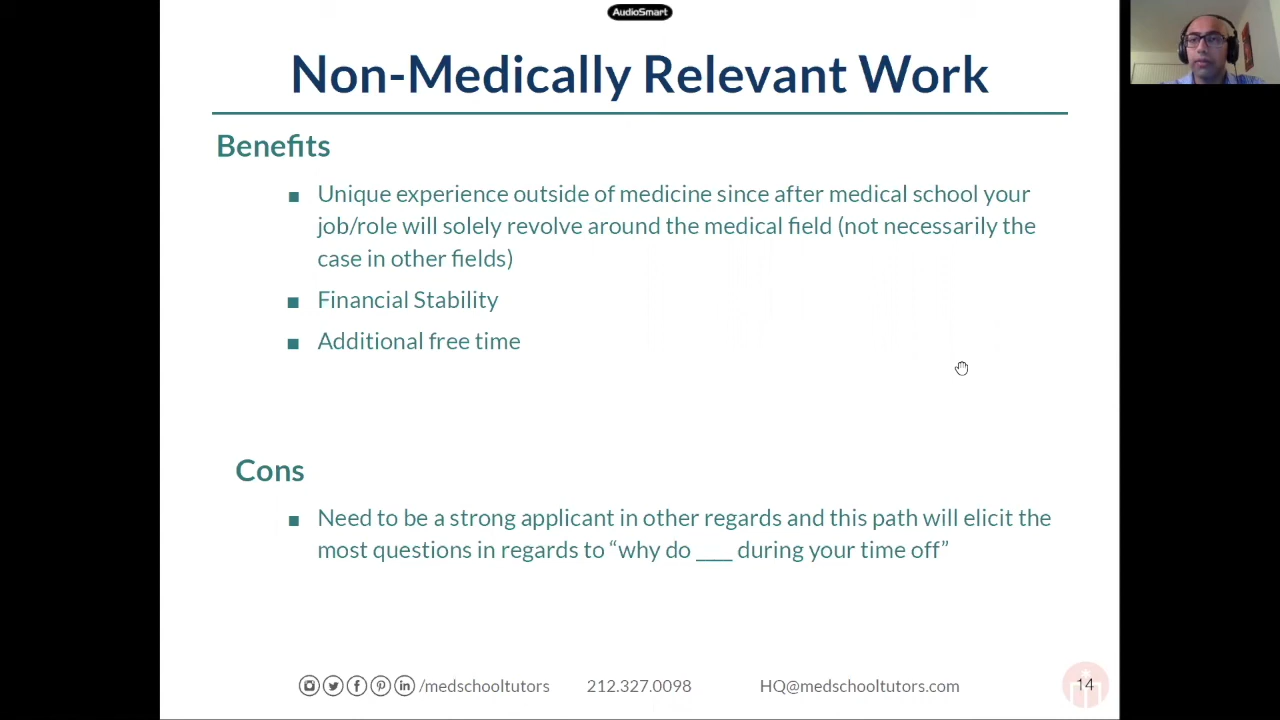 AudioSmart
Non-Medically Relevant Work
Benefits
■ Unique experience outside of medicine since after medical school your
job/role will solely revolve around the medical field (not necessarily the
case in other fields)
■ Financial Stability
■ Additional free time
Cons
■ Need to be a strong applicant in other regards and this path will elicit the
most questions in regards to “why do ____ during your time off”
/medschooltutors 212.327.0098 HQ@medschooltutors.com 14